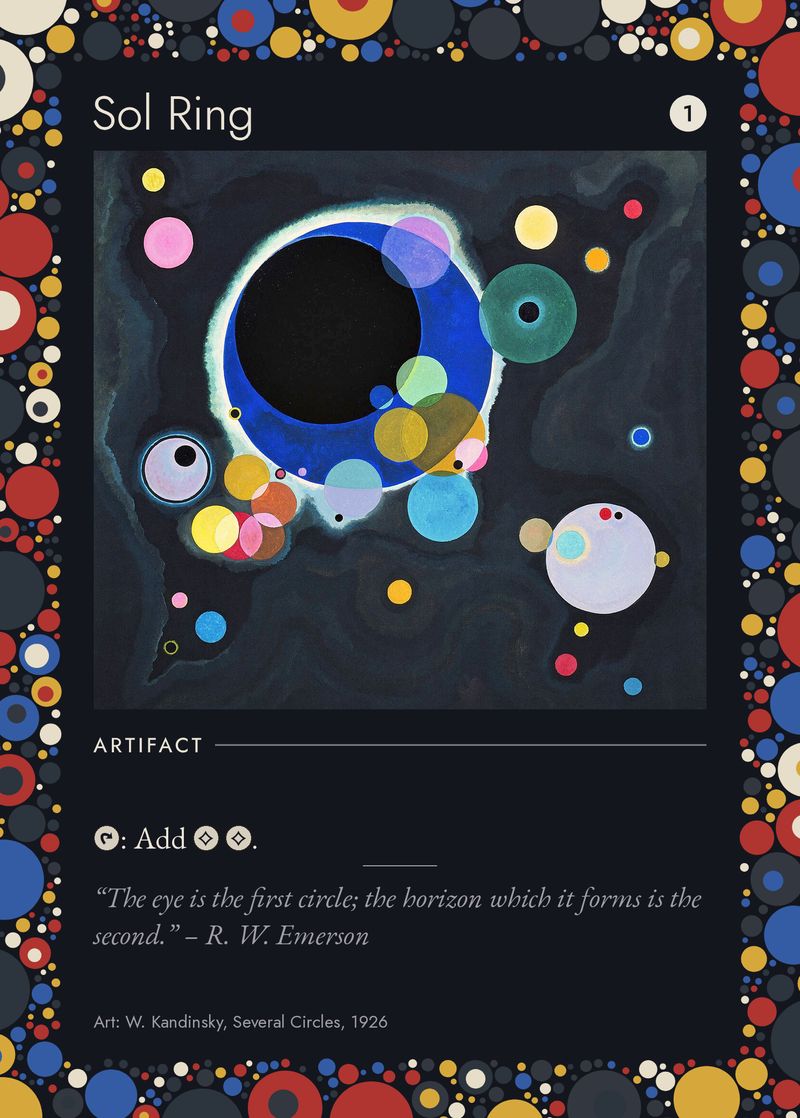 Sol Ring
1
ARTIFACT
: Add .
“The eye is the first circle; the horizon which it forms is the
second.” – R. W. Emerson
Art: W. Kandinsky, Several Circles, 1926